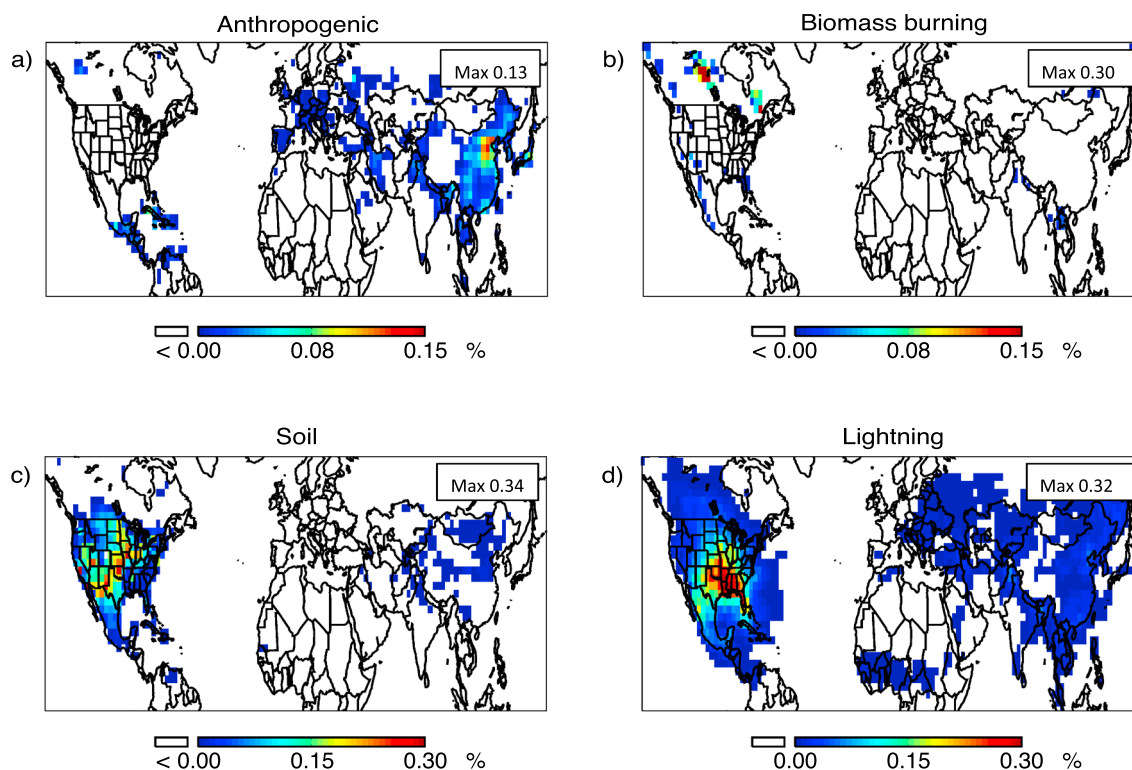 Anthropogenic
Biomass burning
a)
Max 0.13
b)
Max 0.30
< 0.00 0.08 0.15 %
< 0.00 0.08 0.15 %
Soil
Lightning
c)
Max 0.34
d)
Max 0.32
< 0.00 0.15 0.30 %
0.00 0.15 0.30 %